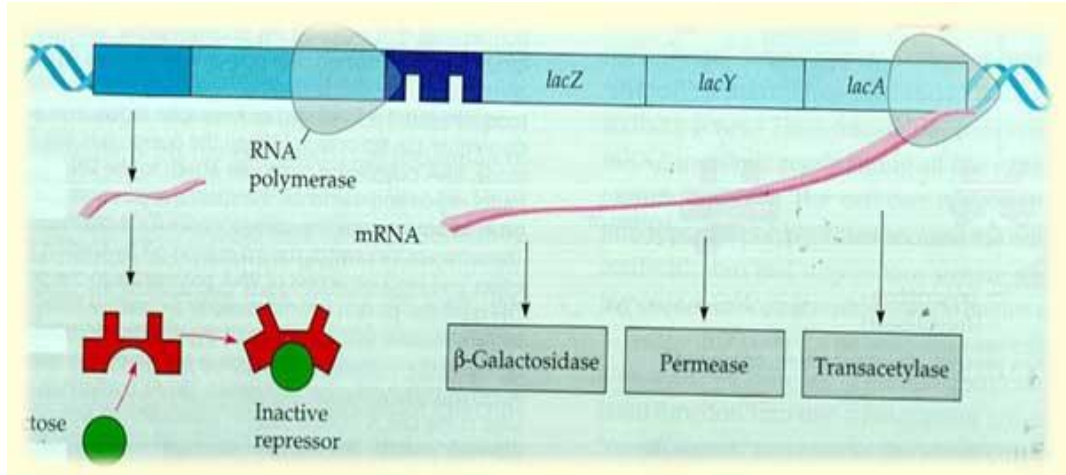 lacZ
lacY
lacA
RNA
polymerase
mRNA
β-Galactosidase
Permease
Transacetylase
Inactive
repressor
ctose